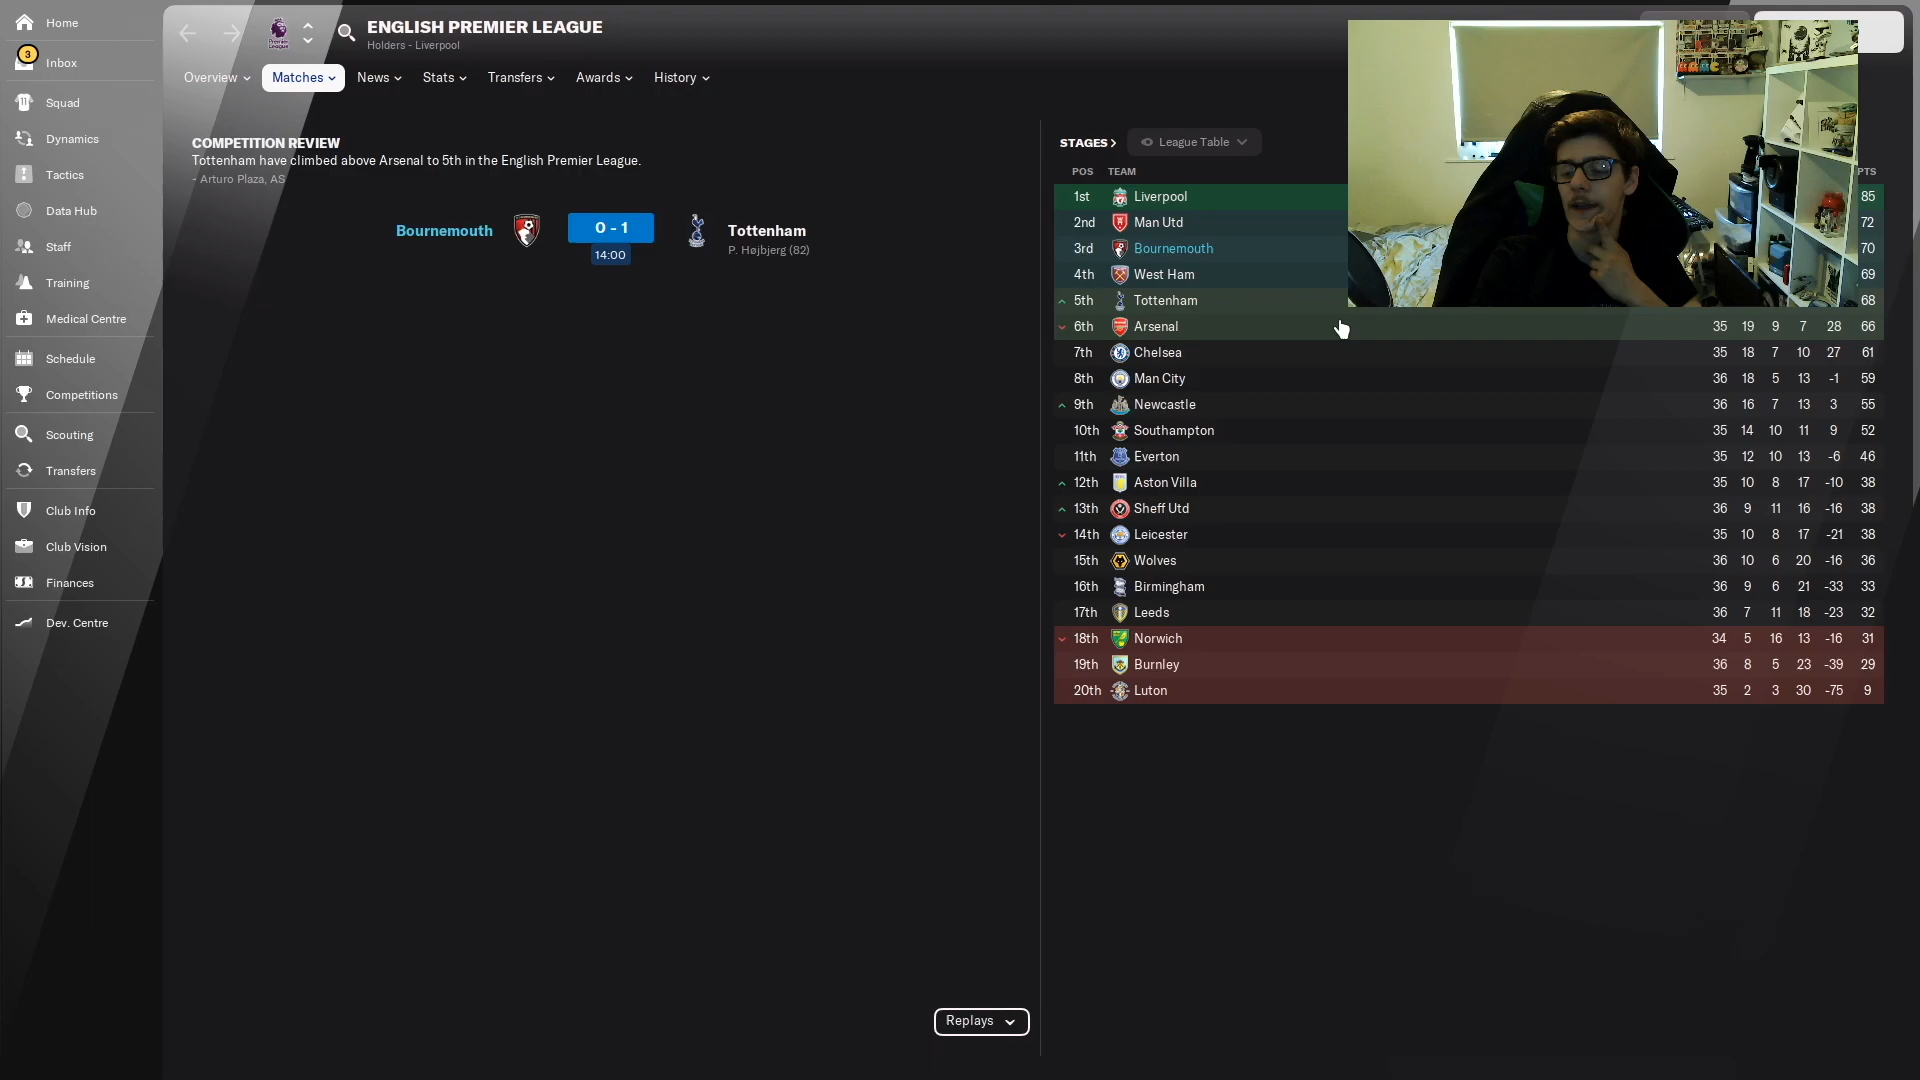 Home
3
Inbox
Squad
Dynamics
Tactics
Data Hub
Staff
Training
Medical Centre
Schedule
Competitions
Scouting
Transfers
Club Info
Club Vision
Finances
Dev. Centre
ENGLISH PREMIER LEAGUE
Holders - Liverpool
Overview Matches News Stats Transfers Awards History
COMPETITION REVIEW
Tottenham have climbed above Arsenal to 5th in the English Premier League.
- Arturo Plaza, AS
Bournemouth 0 - 1 Tottenham
14:00 P. Højbjerg (82)
Replays
STAGES League Table
POS TEAM PTS
1st Liverpool 85
2nd Man Utd 72
3rd Bournemouth 70
4th West Ham 69
5th Tottenham 68
6th Arsenal 35 19 9 7 28 66
7th Chelsea 35 18 7 10 27 61
8th Man City 36 18 5 13 -1 59
9th Newcastle 36 16 7 13 3 55
10th Southampton 35 14 10 11 9 52
11th Everton 35 12 10 13 -6 46
12th Aston Villa 35 10 8 17 -10 38
13th Sheff Utd 36 9 11 16 -16 38
14th Leicester 35 10 8 17 -21 38
15th Wolves 36 10 6 20 -16 36
16th Birmingham 36 9 6 21 -33 33
17th Leeds 36 7 11 18 -23 32
18th Norwich 34 5 16 13 -16 31
19th Burnley 36 8 5 23 -39 29
20th Luton 35 2 3 30 -75 9